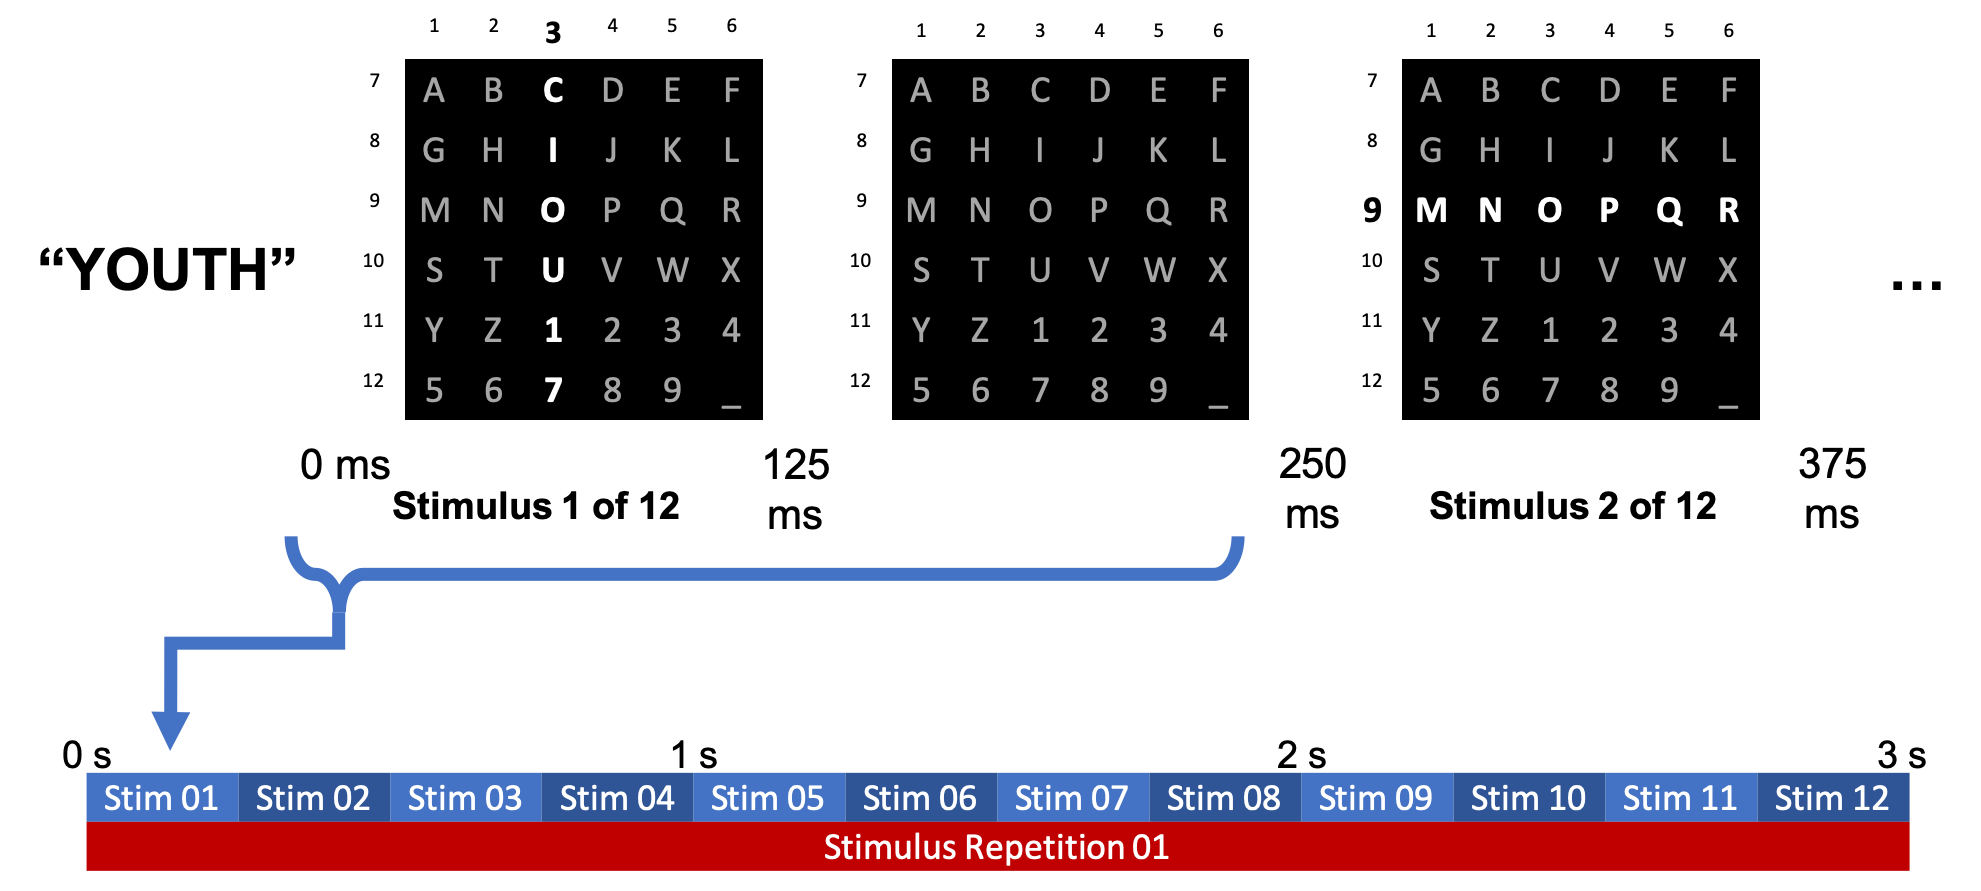 1 2 3 4 5 6
7 A B C D E F
8 G H I J K L
9 M N O P Q R
10 S T U V W X
11 Y Z 1 2 3 4
12 5 6 7 8 9 _
1 2 3 4 5 6
7 A B C D E F
8 G H I J K L
9 M N O P Q R
10 S T U V W X
11 Y Z 1 2 3 4
12 5 6 7 8 9 _
1 2 3 4 5 6
7 A B C D E F
8 G H I J K L
9 M N O P Q R
10 S T U V W X
11 Y Z 1 2 3 4
12 5 6 7 8 9 _
“YOUTH”
...
0 ms
Stimulus 1 of 12
125
ms
250
ms
Stimulus 2 of 12
375
ms
0 s 1 s 2 s 3 s
Stim 01 Stim 02 Stim 03 Stim 04 Stim 05 Stim 06 Stim 07 Stim 08 Stim 09 Stim 10 Stim 11 Stim 12
Stimulus Repetition 01